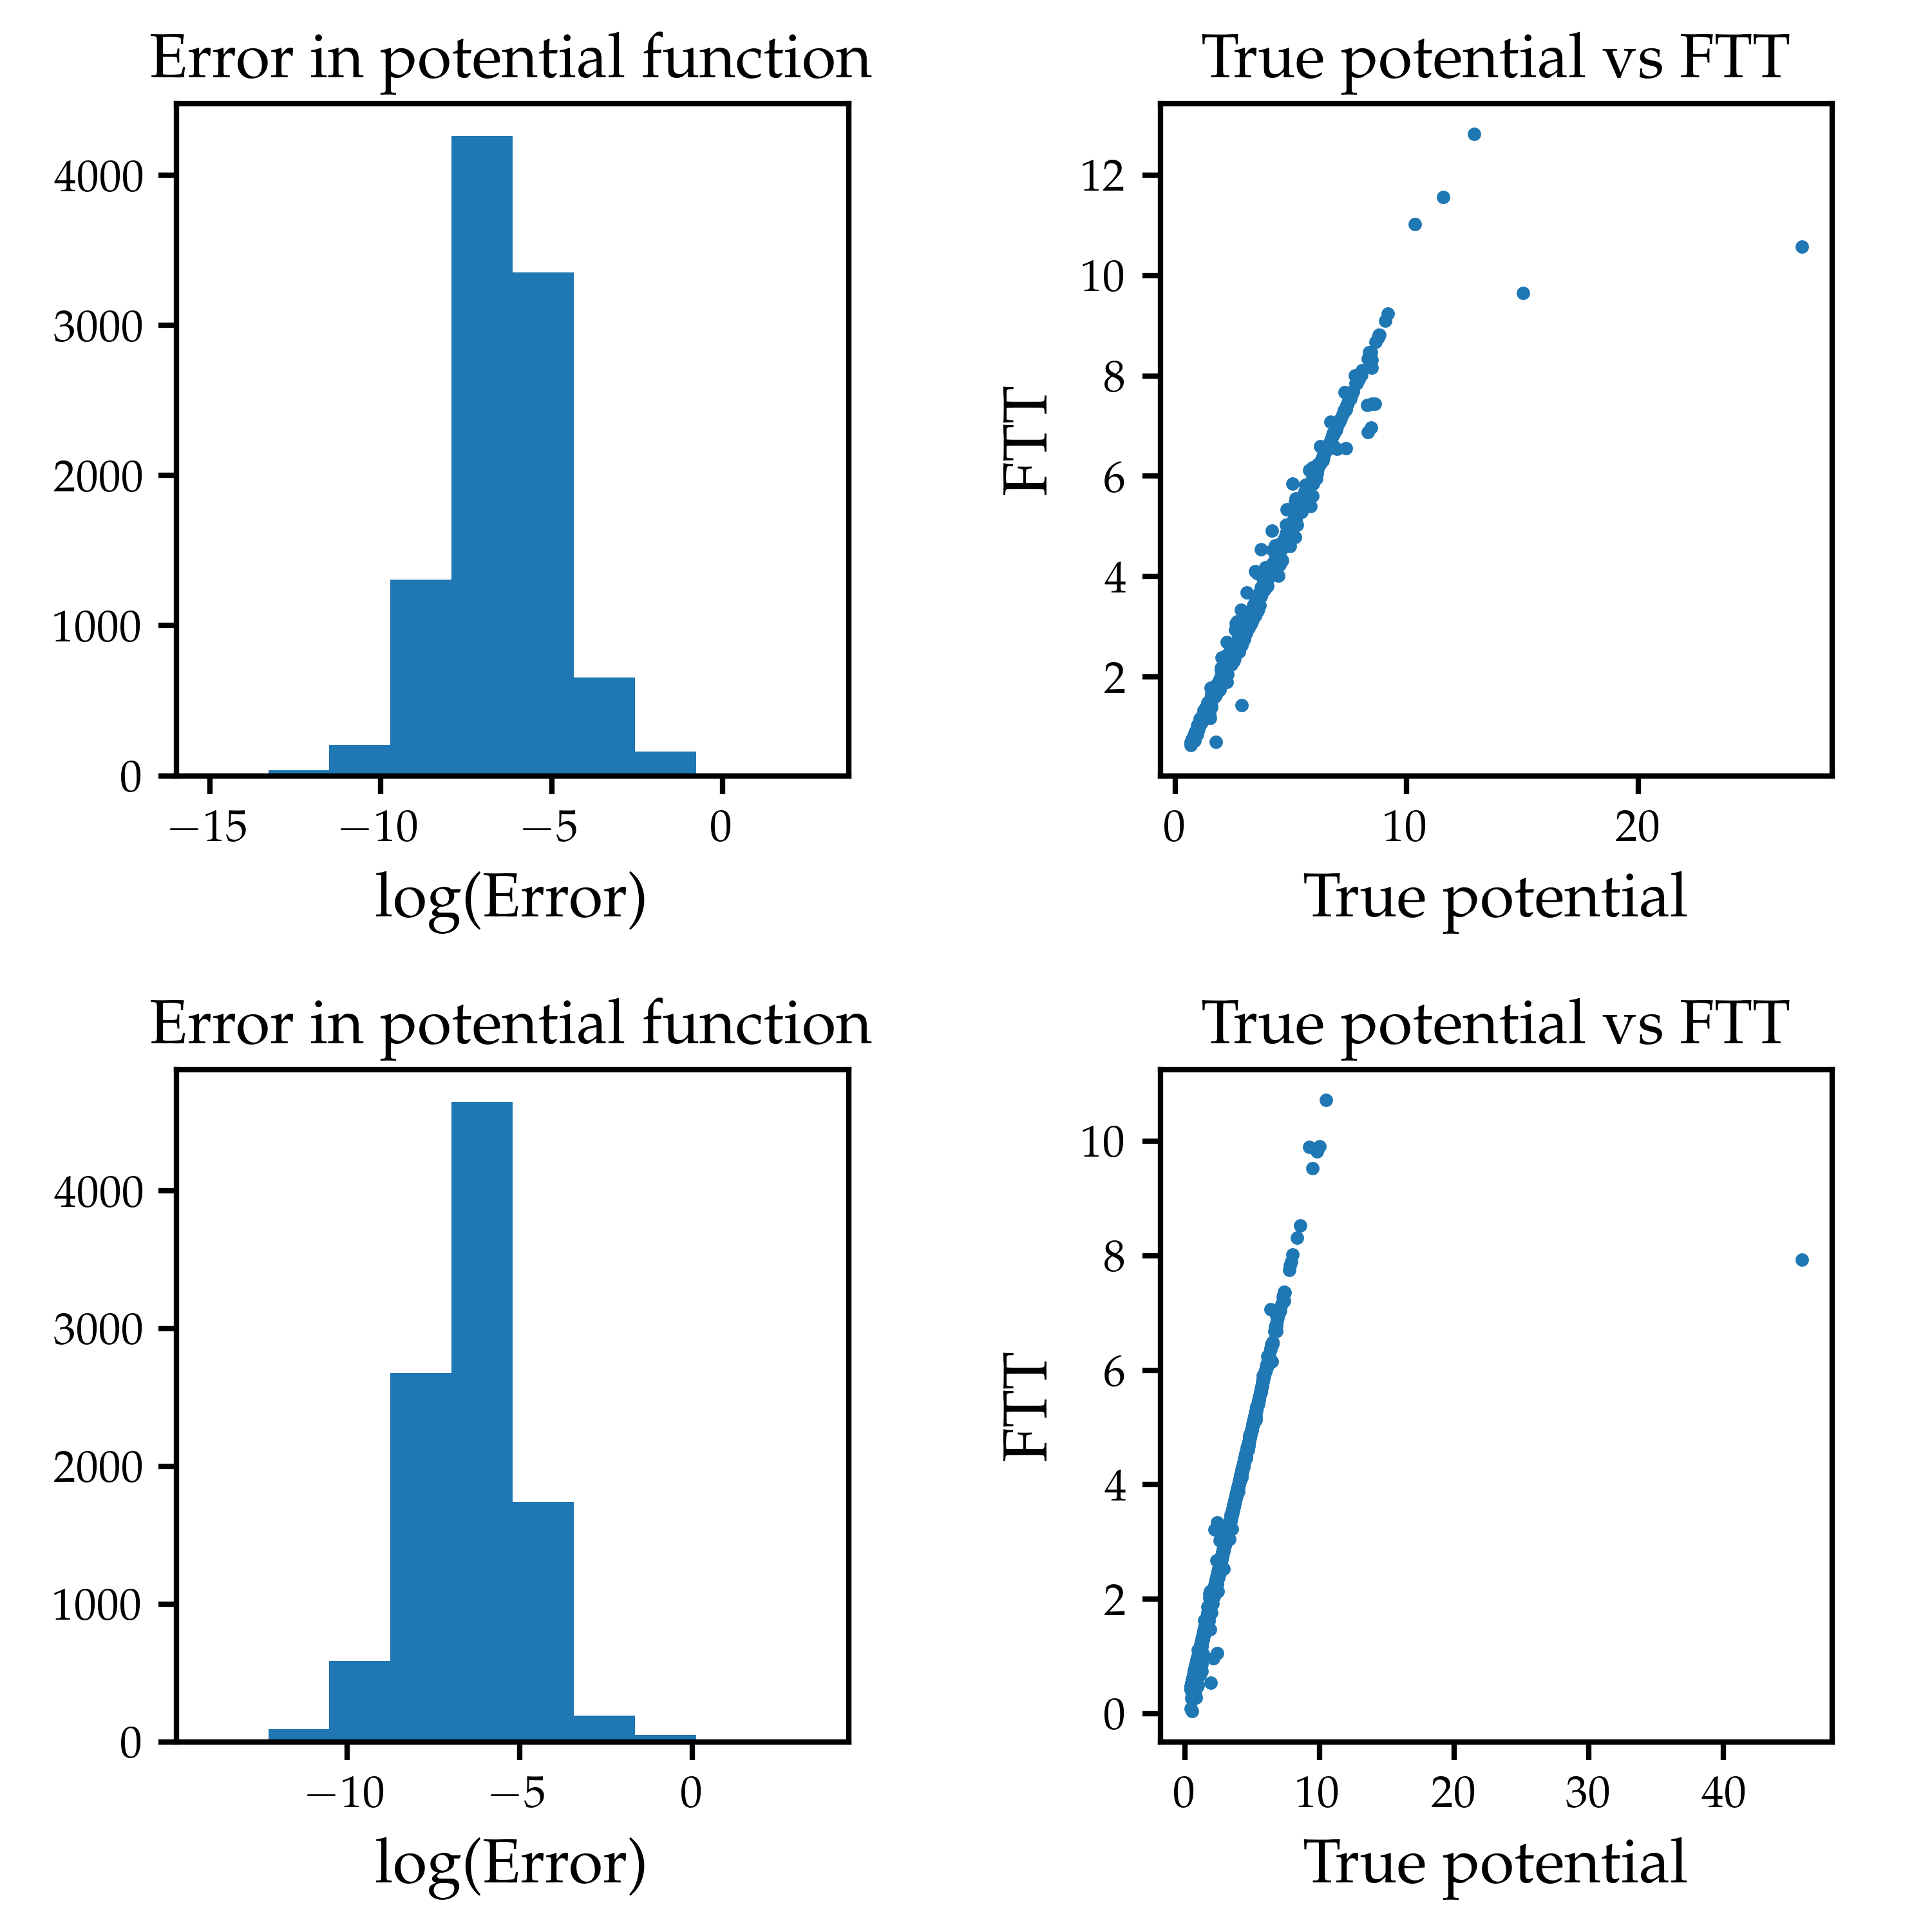 Error in potential function
4000
3000
2000
1000
0
−15 −10 −5 0
log(Error)
True potential vs FTT
12
10
8
6
4
2
FTT
0 10 20
True potential
Error in potential function
4000
3000
2000
1000
0
−10 −5 0
log(Error)
True potential vs FTT
10
8
6
4
2
0
FTT
0 10 20 30 40
True potential